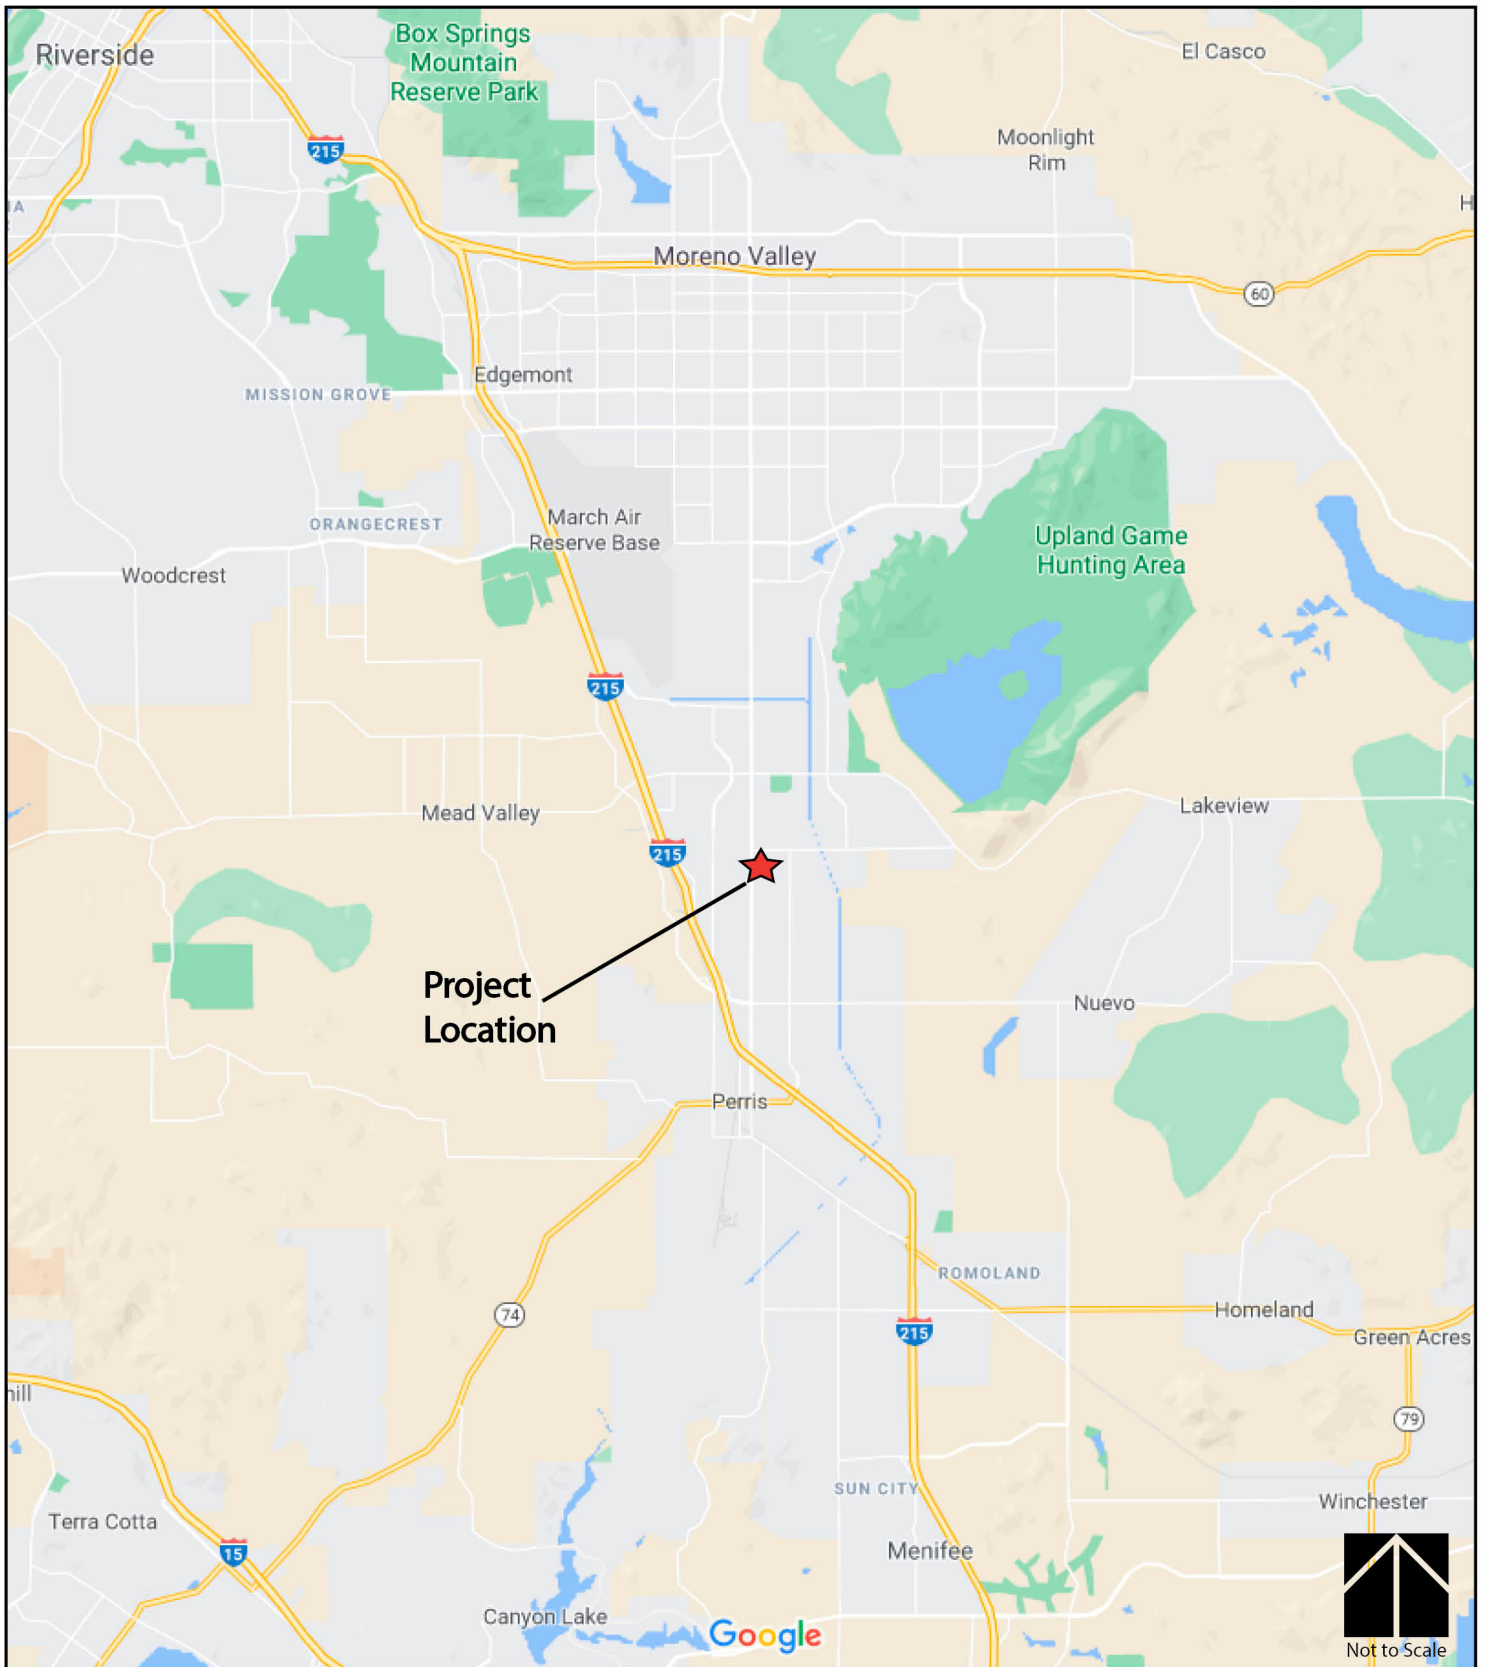 Box Springs
Mountain
Reserve Park
Riverside
El Casco
Moonlight
Rim
215
IA
H
Moreno Valley
60
Edgemont
MISSION GROVE
March Air
Reserve Base
ORANGECREST
Upland Game
Hunting Area
Woodcrest
215
Mead Valley
Lakeview
215
Project
Location
Nuevo
Perris
ROMOLAND
Homeland
74
215
Green Acres
hill
79
SUN CITY
Winchester
Terra Cotta
15
Menifee
Canyon Lake
Google
Not to Scale